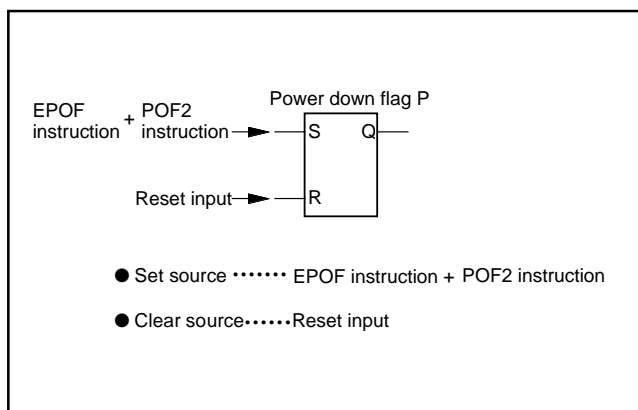 Power down flag P
EPOF instruction + POF2 instruction
S Q
Reset input
R
● Set source ······· EPOF instruction + POF2 instruction
● Clear source ······ Reset input